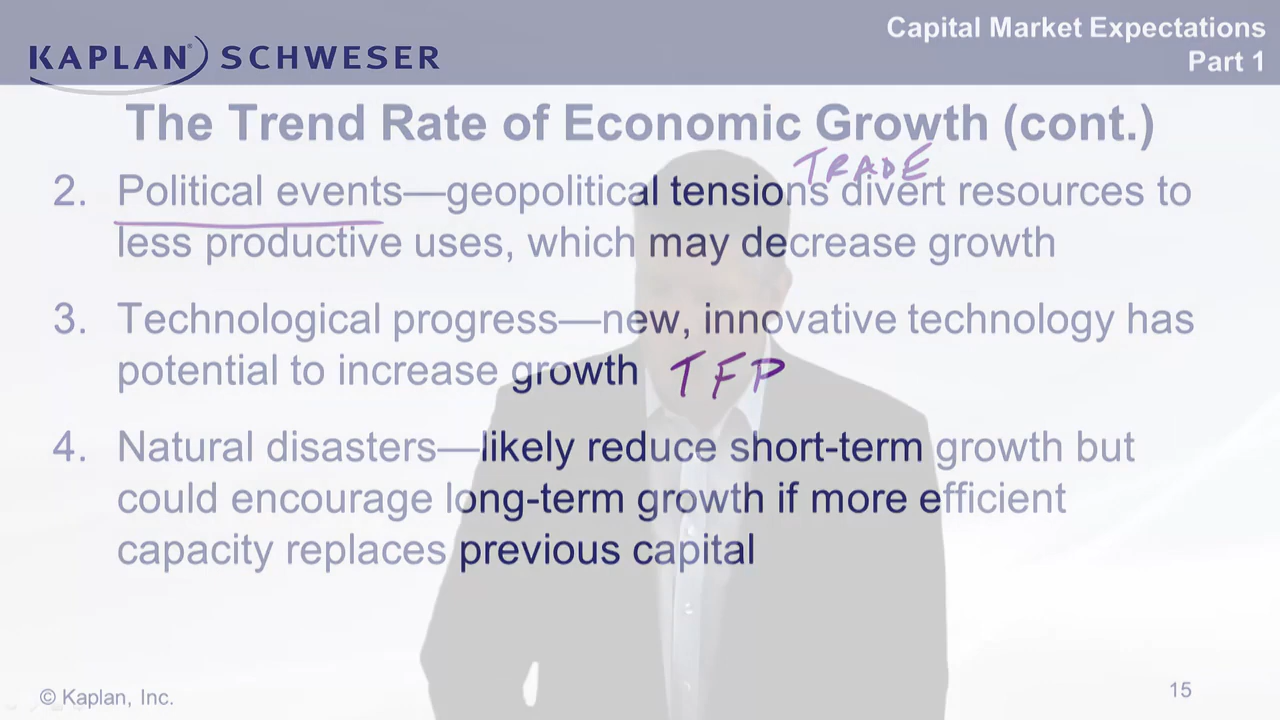 KAPLAN SCHWESER
Capital Market Expectations
Part 1
The Trend Rate of Economic Growth (cont.)
TRADE
2. Political events—geopolitical tensions divert resources to
less productive uses, which may decrease growth
3. Technological progress—new, innovative technology has
potential to increase growth TFP
4. Natural disasters—likely reduce short-term growth but
could encourage long-term growth if more efficient
capacity replaces previous capital
© Kaplan, Inc.
15